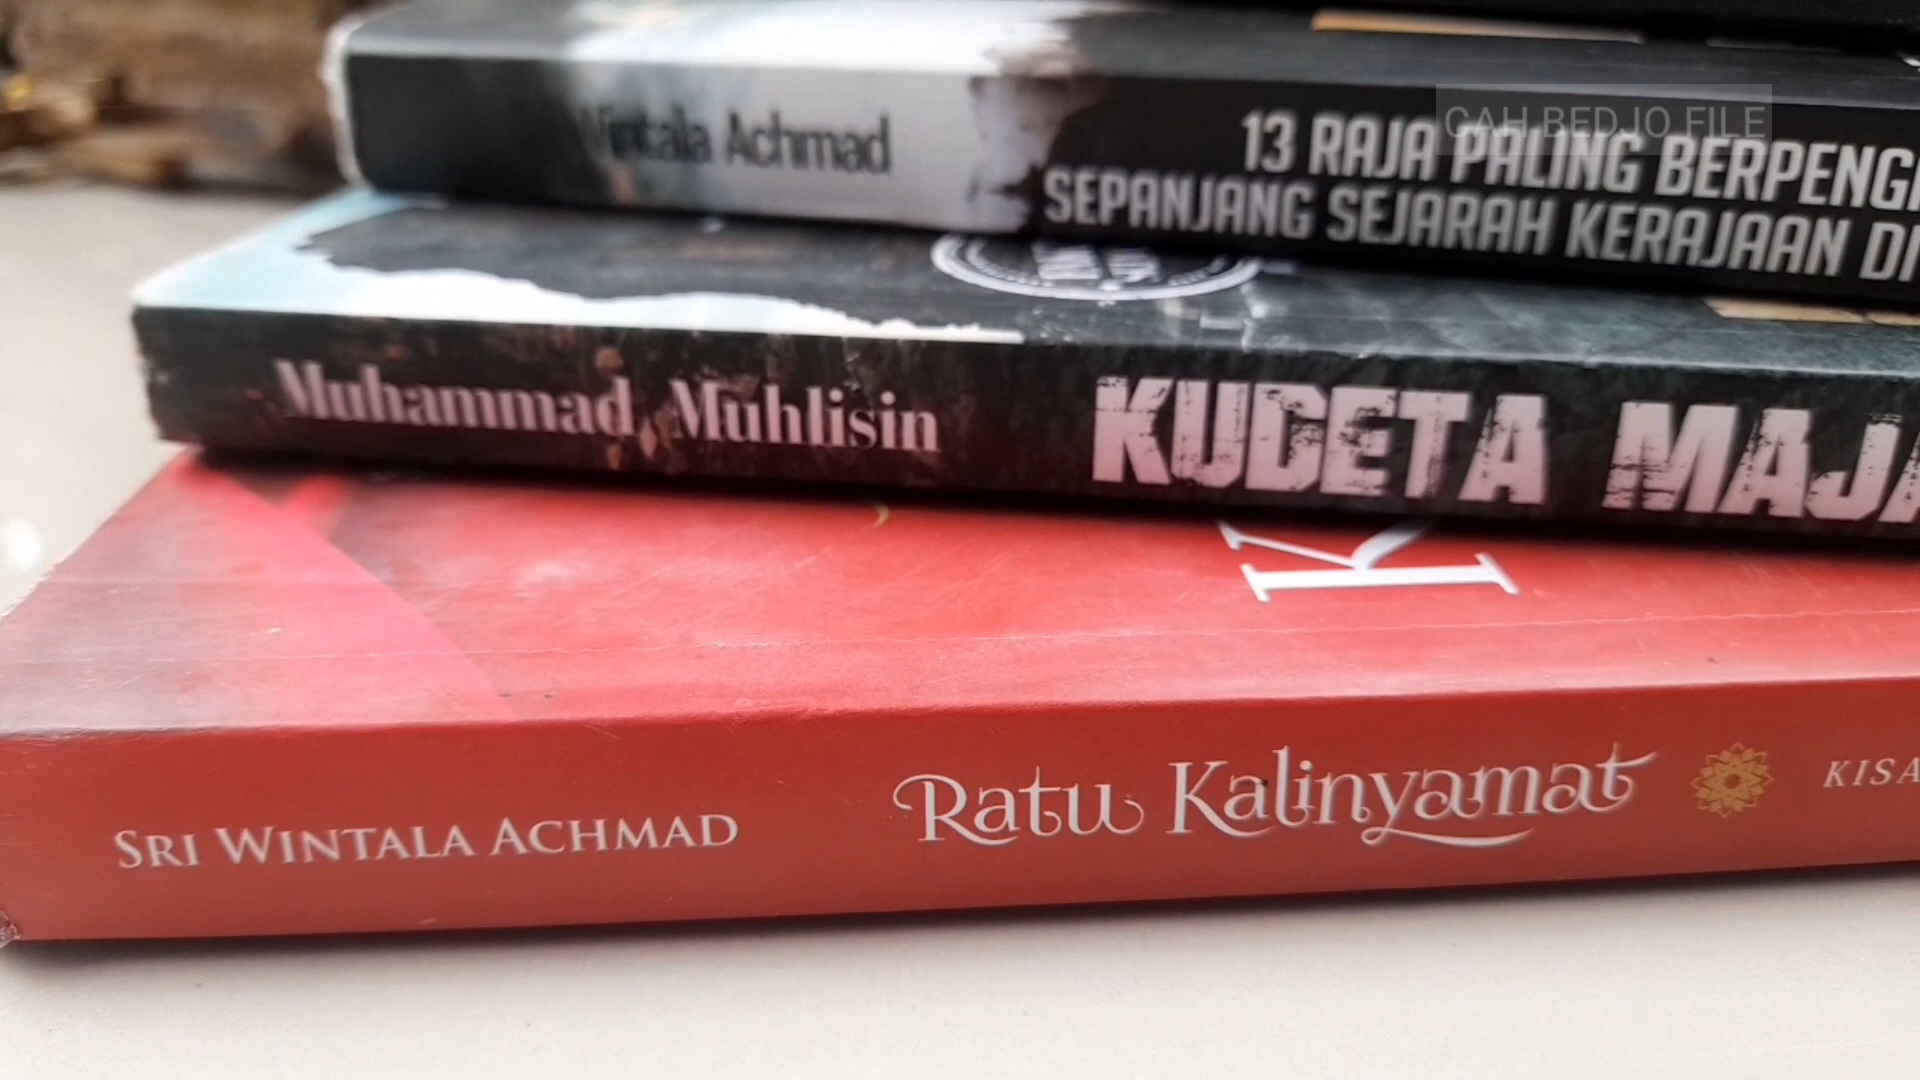 Wintala Achmad
13 RAJA PALING BERPENG
SEPANJANG SEJARAH KERAJAAN DI
CAH BEDJO FILE
Muhammad Muhlisin
KUDETA MAJA
K
SRI WINTALA ACHMAD
Ratu Kalinyamat
KISA